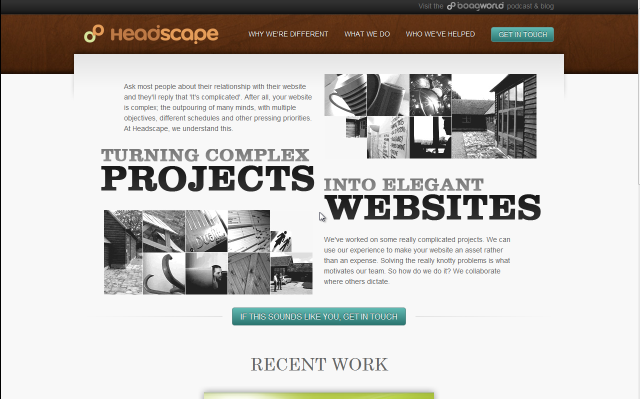 Visit the boagworld podcast & blog
Headscape
WHY WE'RE DIFFERENT WHAT WE DO WHO WE'VE HELPED GET IN TOUCH
Ask most people about their relationship with their website
and they'll reply that 'It's complicated'. After all, your website
is complex; the outpouring of many minds, with multiple
objectives, different schedules and other pressing priorities.
At Headscape, we understand this.
TURNING COMPLEX
PROJECTS
INTO ELEGANT
WEBSITES
We've worked on some really complicated projects. We can
use our experience to make your website an asset rather
than an expense. Solving the really knotty problems is what
motivates our team. So how do we do it? We collaborate
where others dictate.
IF THIS SOUNDS LIKE YOU, GET IN TOUCH
RECENT WORK